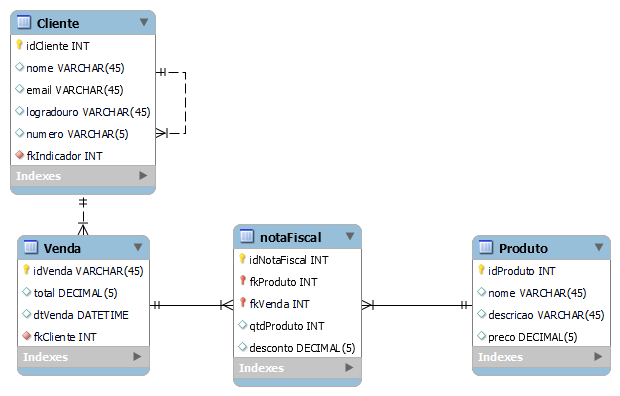 Cliente
idCliente INT
nome VARCHAR(45)
email VARCHAR(45)
logradouro VARCHAR(45)
numero VARCHAR(5)
fkIndicador INT
Indexes
Venda
idVenda VARCHAR(45)
total DECIMAL(5)
dtVenda DATETIME
fkCliente INT
Indexes
notaFiscal
idNotaFiscal INT
fkProduto INT
fkVenda INT
qtdProduto INT
desconto DECIMAL(5)
Indexes
Produto
idProduto INT
nome VARCHAR(45)
descricao VARCHAR(45)
preco DECIMAL(5)
Indexes